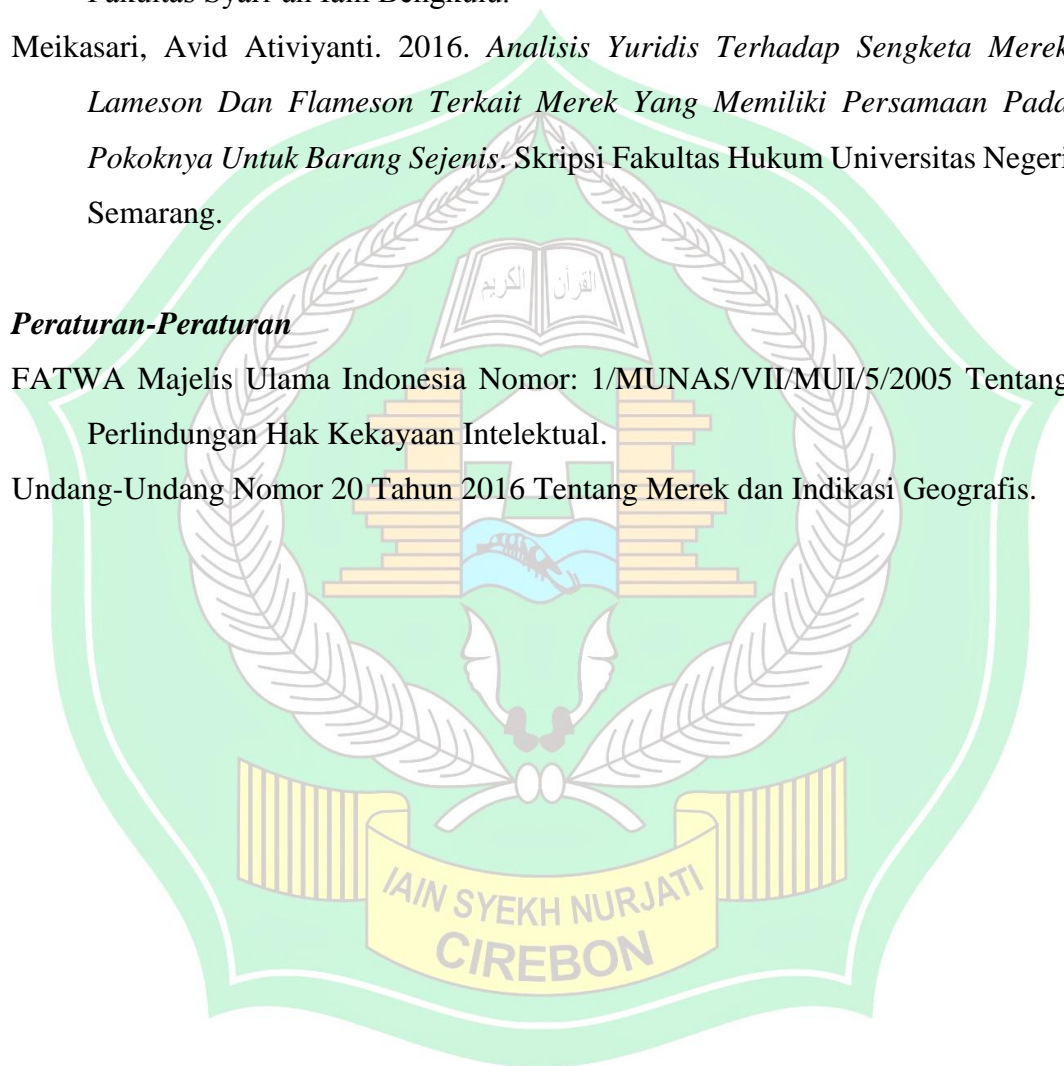 Fakultas Syari'ah Iain Bengkulu.
Meikasari, Avid Ativiyanti. 2016. Analisis Yuridis Terhadap Sengketa Merek
Lameson Dan Flameson Terkait Merek Yang Memiliki Persamaan Pada
Pokoknya Untuk Barang Sejenis. Skripsi Fakultas Hukum Universitas Negeri
Semarang.
القرأن الكريم
Peraturan-Peraturan
FATWA Majelis Ulama Indonesia Nomor: 1/MUNAS/VII/MUI/5/2005 Tentang
Perlindungan Hak Kekayaan Intelektual.
Undang-Undang Nomor 20 Tahun 2016 Tentang Merek dan Indikasi Geografis.
IAIN SYEKH NURJATI
CIREBON